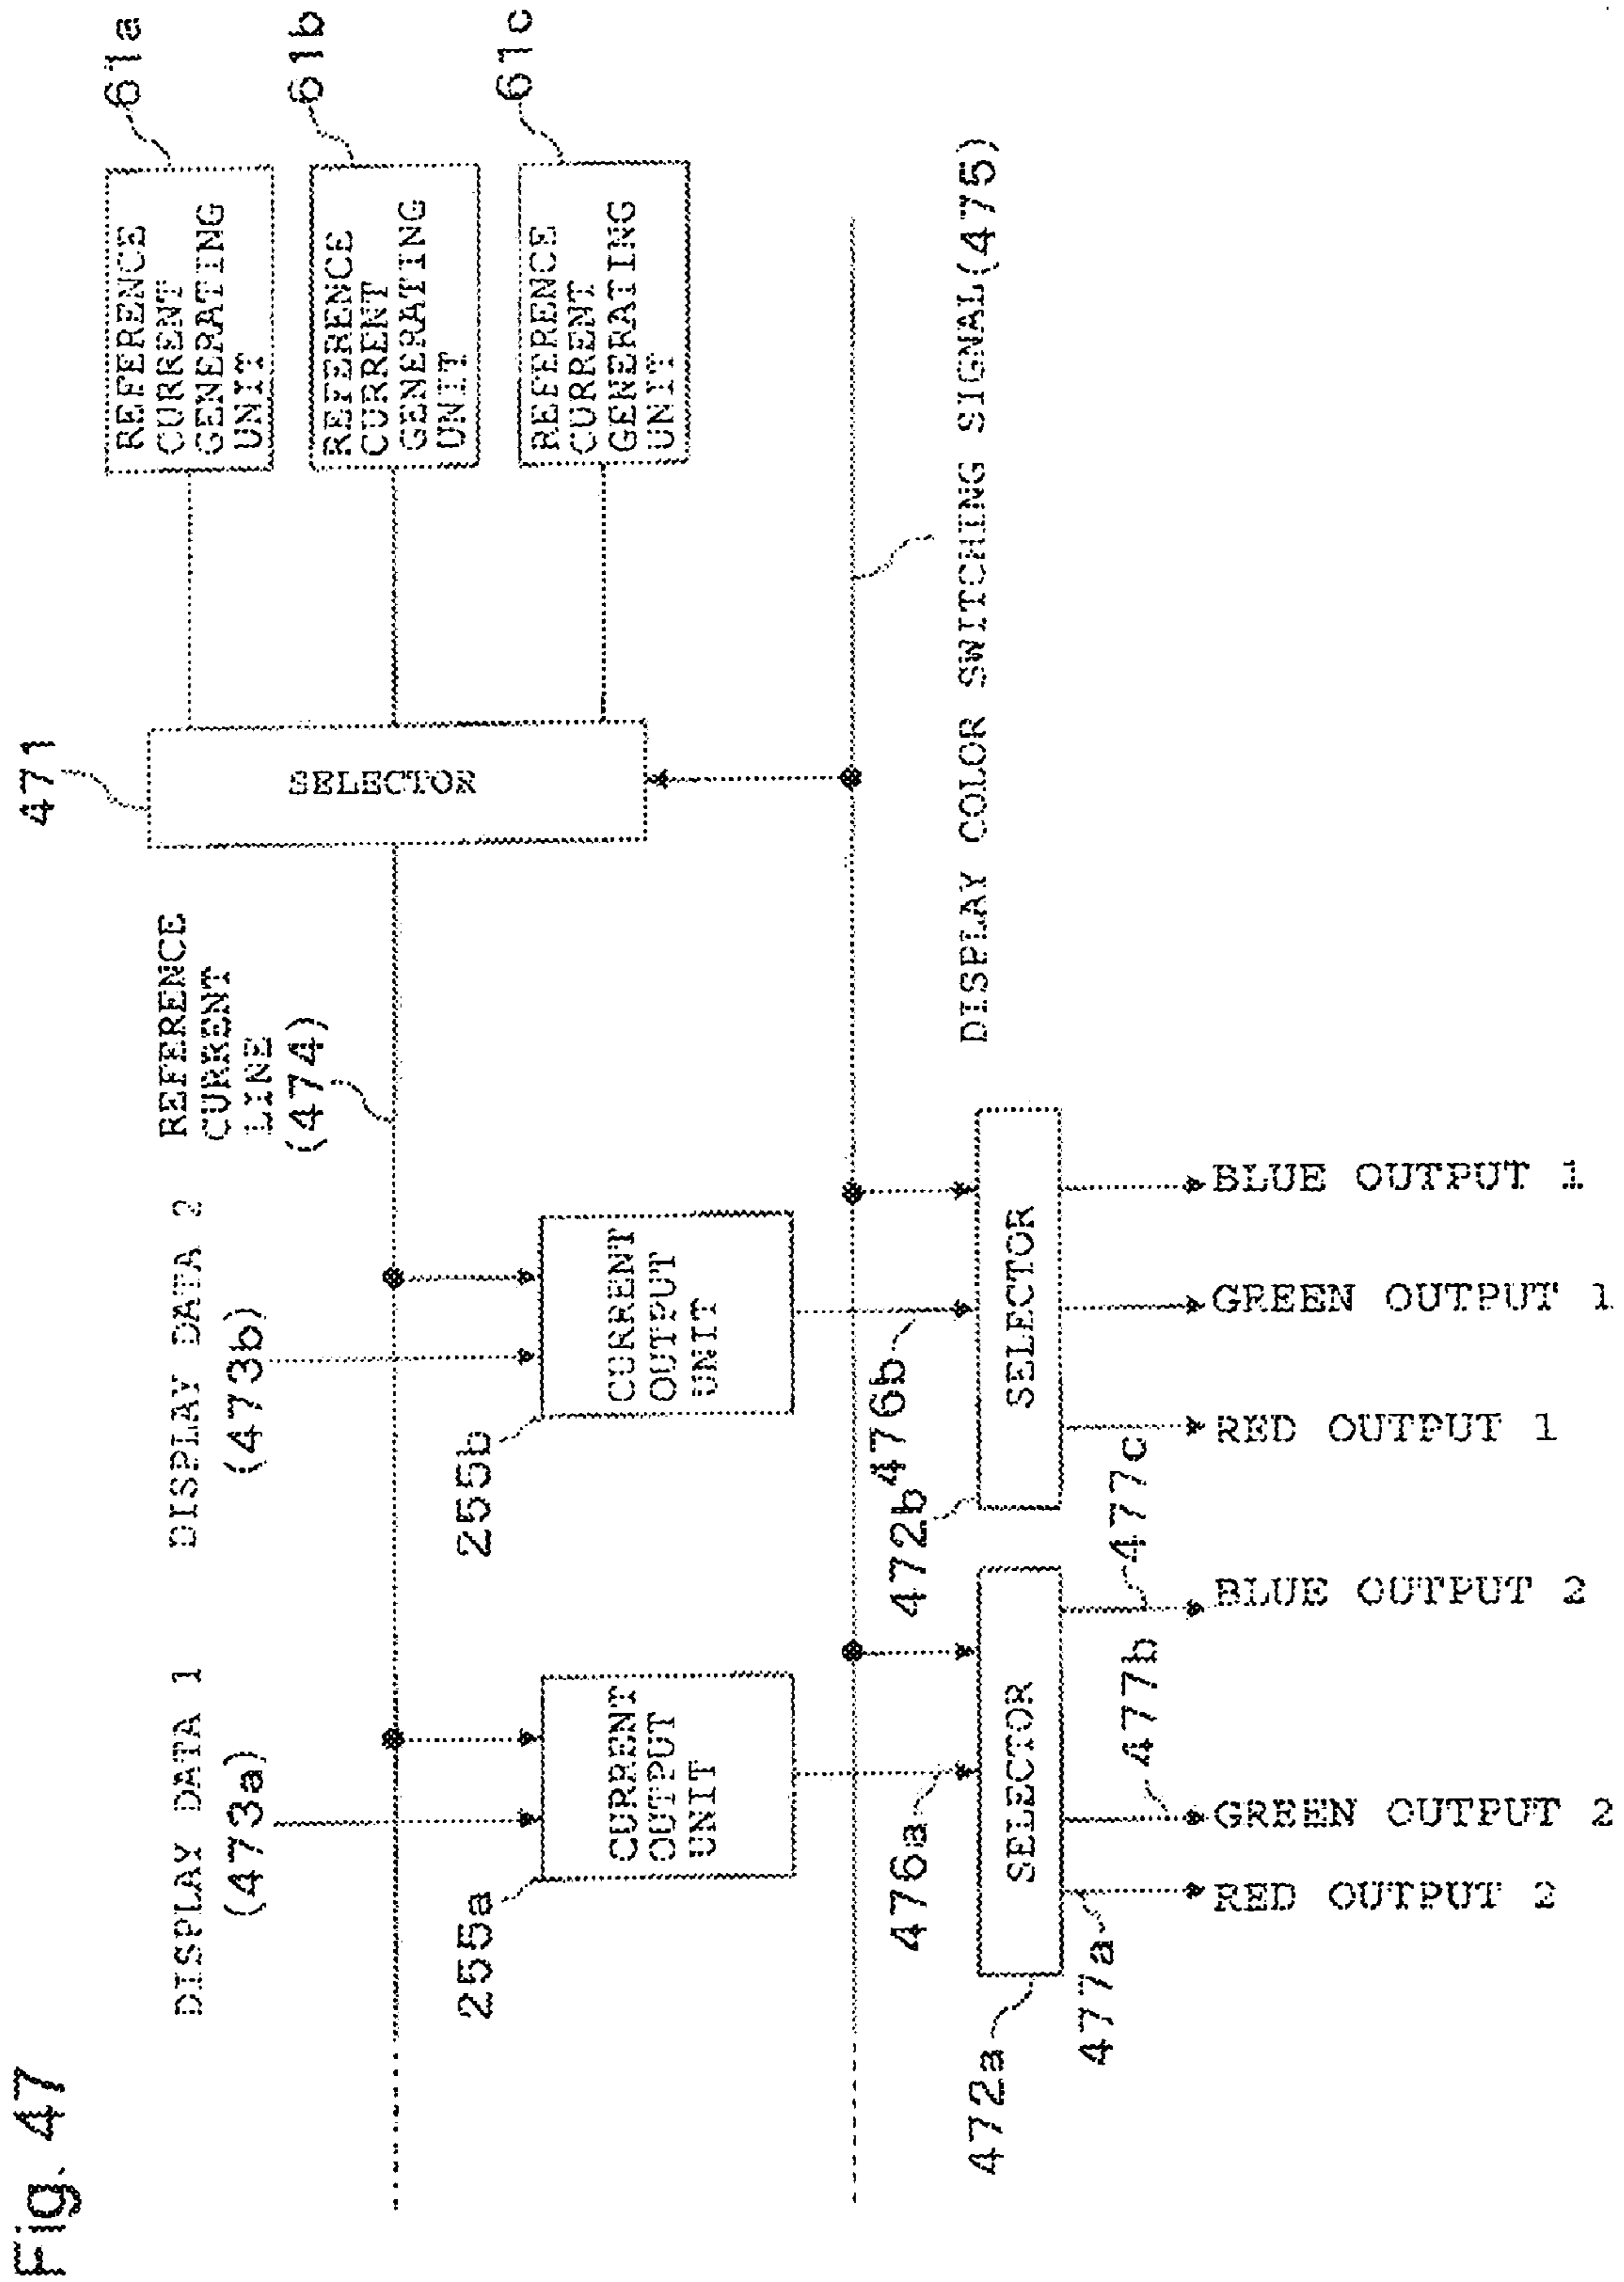 Fig. 47
471
61a
61b
61c
REFERENCE
CURRENT
GENERATING
UNIT
REFERENCE
CURRENT
GENERATING
UNIT
REFERENCE
CURRENT
GENERATING
UNIT
SELECTOR
DISPLAY DATA 1
(473a)
DISPLAY DATA 2
(473b)
REFERENCE
CURRENT
LINE
(474)
255a
CURRENT
OUTPUT
UNIT
255b
CURRENT
OUTPUT
UNIT
DISPLAY COLOR SWITCHING SIGNAL(475)
476a
476b
472a
SELECTOR
472b
SELECTOR
477a
477b
477c
RED OUTPUT 2
GREEN OUTPUT 2
BLUE OUTPUT 2
RED OUTPUT 1
GREEN OUTPUT 1
BLUE OUTPUT 1